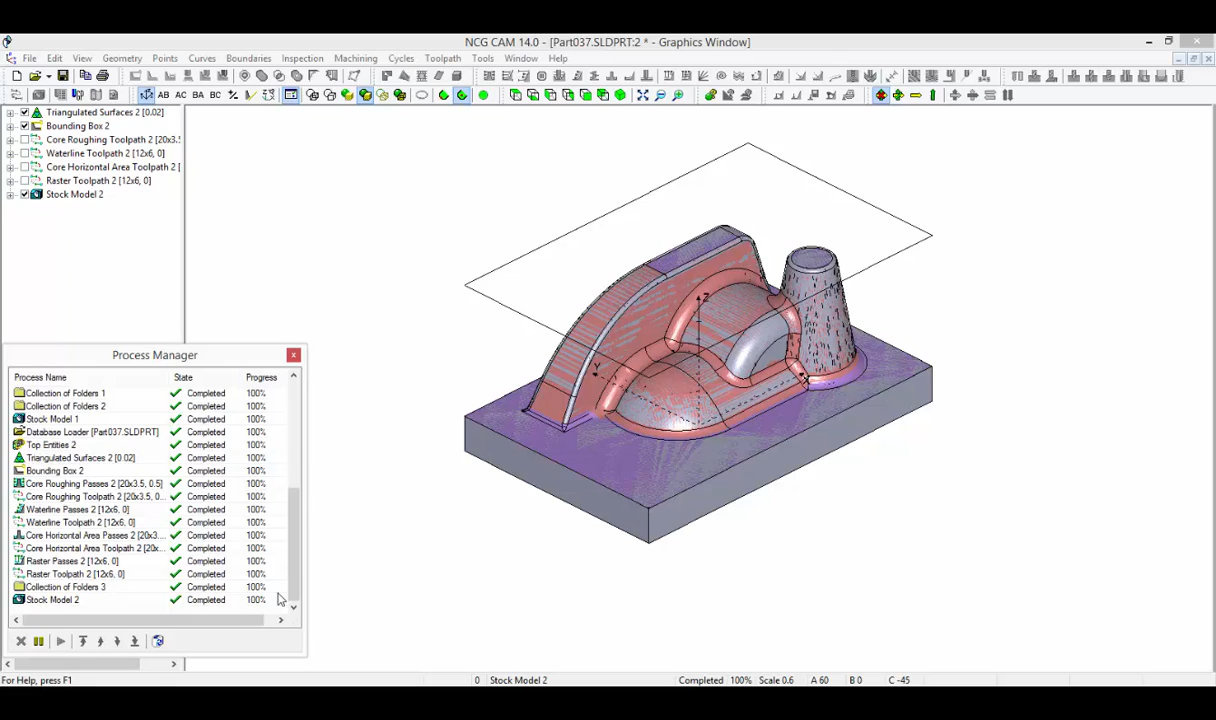 NCG CAM 14.0 - [Part037.SLDPRT:2 * - Graphics Window]
File Edit View Geometry Points Curves Boundaries Inspection Machining Cycles Toolpath Tools Window Help
AB AC BA BC
Triangulated Surfaces 2 [0.02]
Bounding Box 2
Core Roughing Toolpath 2 [20x3.5
Waterline Toolpath 2 [12x6, 0]
Core Horizontal Area Toolpath 2 [
Raster Toolpath 2 [12x6, 0]
Stock Model 2
Z
Y
X
Process Manager
Process Name State Progress
Collection of Folders 1 Completed 100%
Collection of Folders 2 Completed 100%
Stock Model 1 Completed 100%
Database Loader [Part037.SLDPRT] Completed 100%
Top Entities 2 Completed 100%
Triangulated Surfaces 2 [0.02] Completed 100%
Bounding Box 2 Completed 100%
Core Roughing Passes 2 [20x3.5, 0.5] Completed 100%
Core Roughing Toolpath 2 [20x3.5, 0... Completed 100%
Waterline Passes 2 [12x6, 0] Completed 100%
Waterline Toolpath 2 [12x6, 0] Completed 100%
Core Horizontal Area Passes 2 [20x3.... Completed 100%
Core Horizontal Area Toolpath 2 [20x... Completed 100%
Raster Passes 2 [12x6, 0] Completed 100%
Raster Toolpath 2 [12x6, 0] Completed 100%
Collection of Folders 3 Completed 100%
Stock Model 2 Completed 100%
For Help, press F1 0 Stock Model 2 Completed 100% Scale 0.6 A 60 B 0 C -45